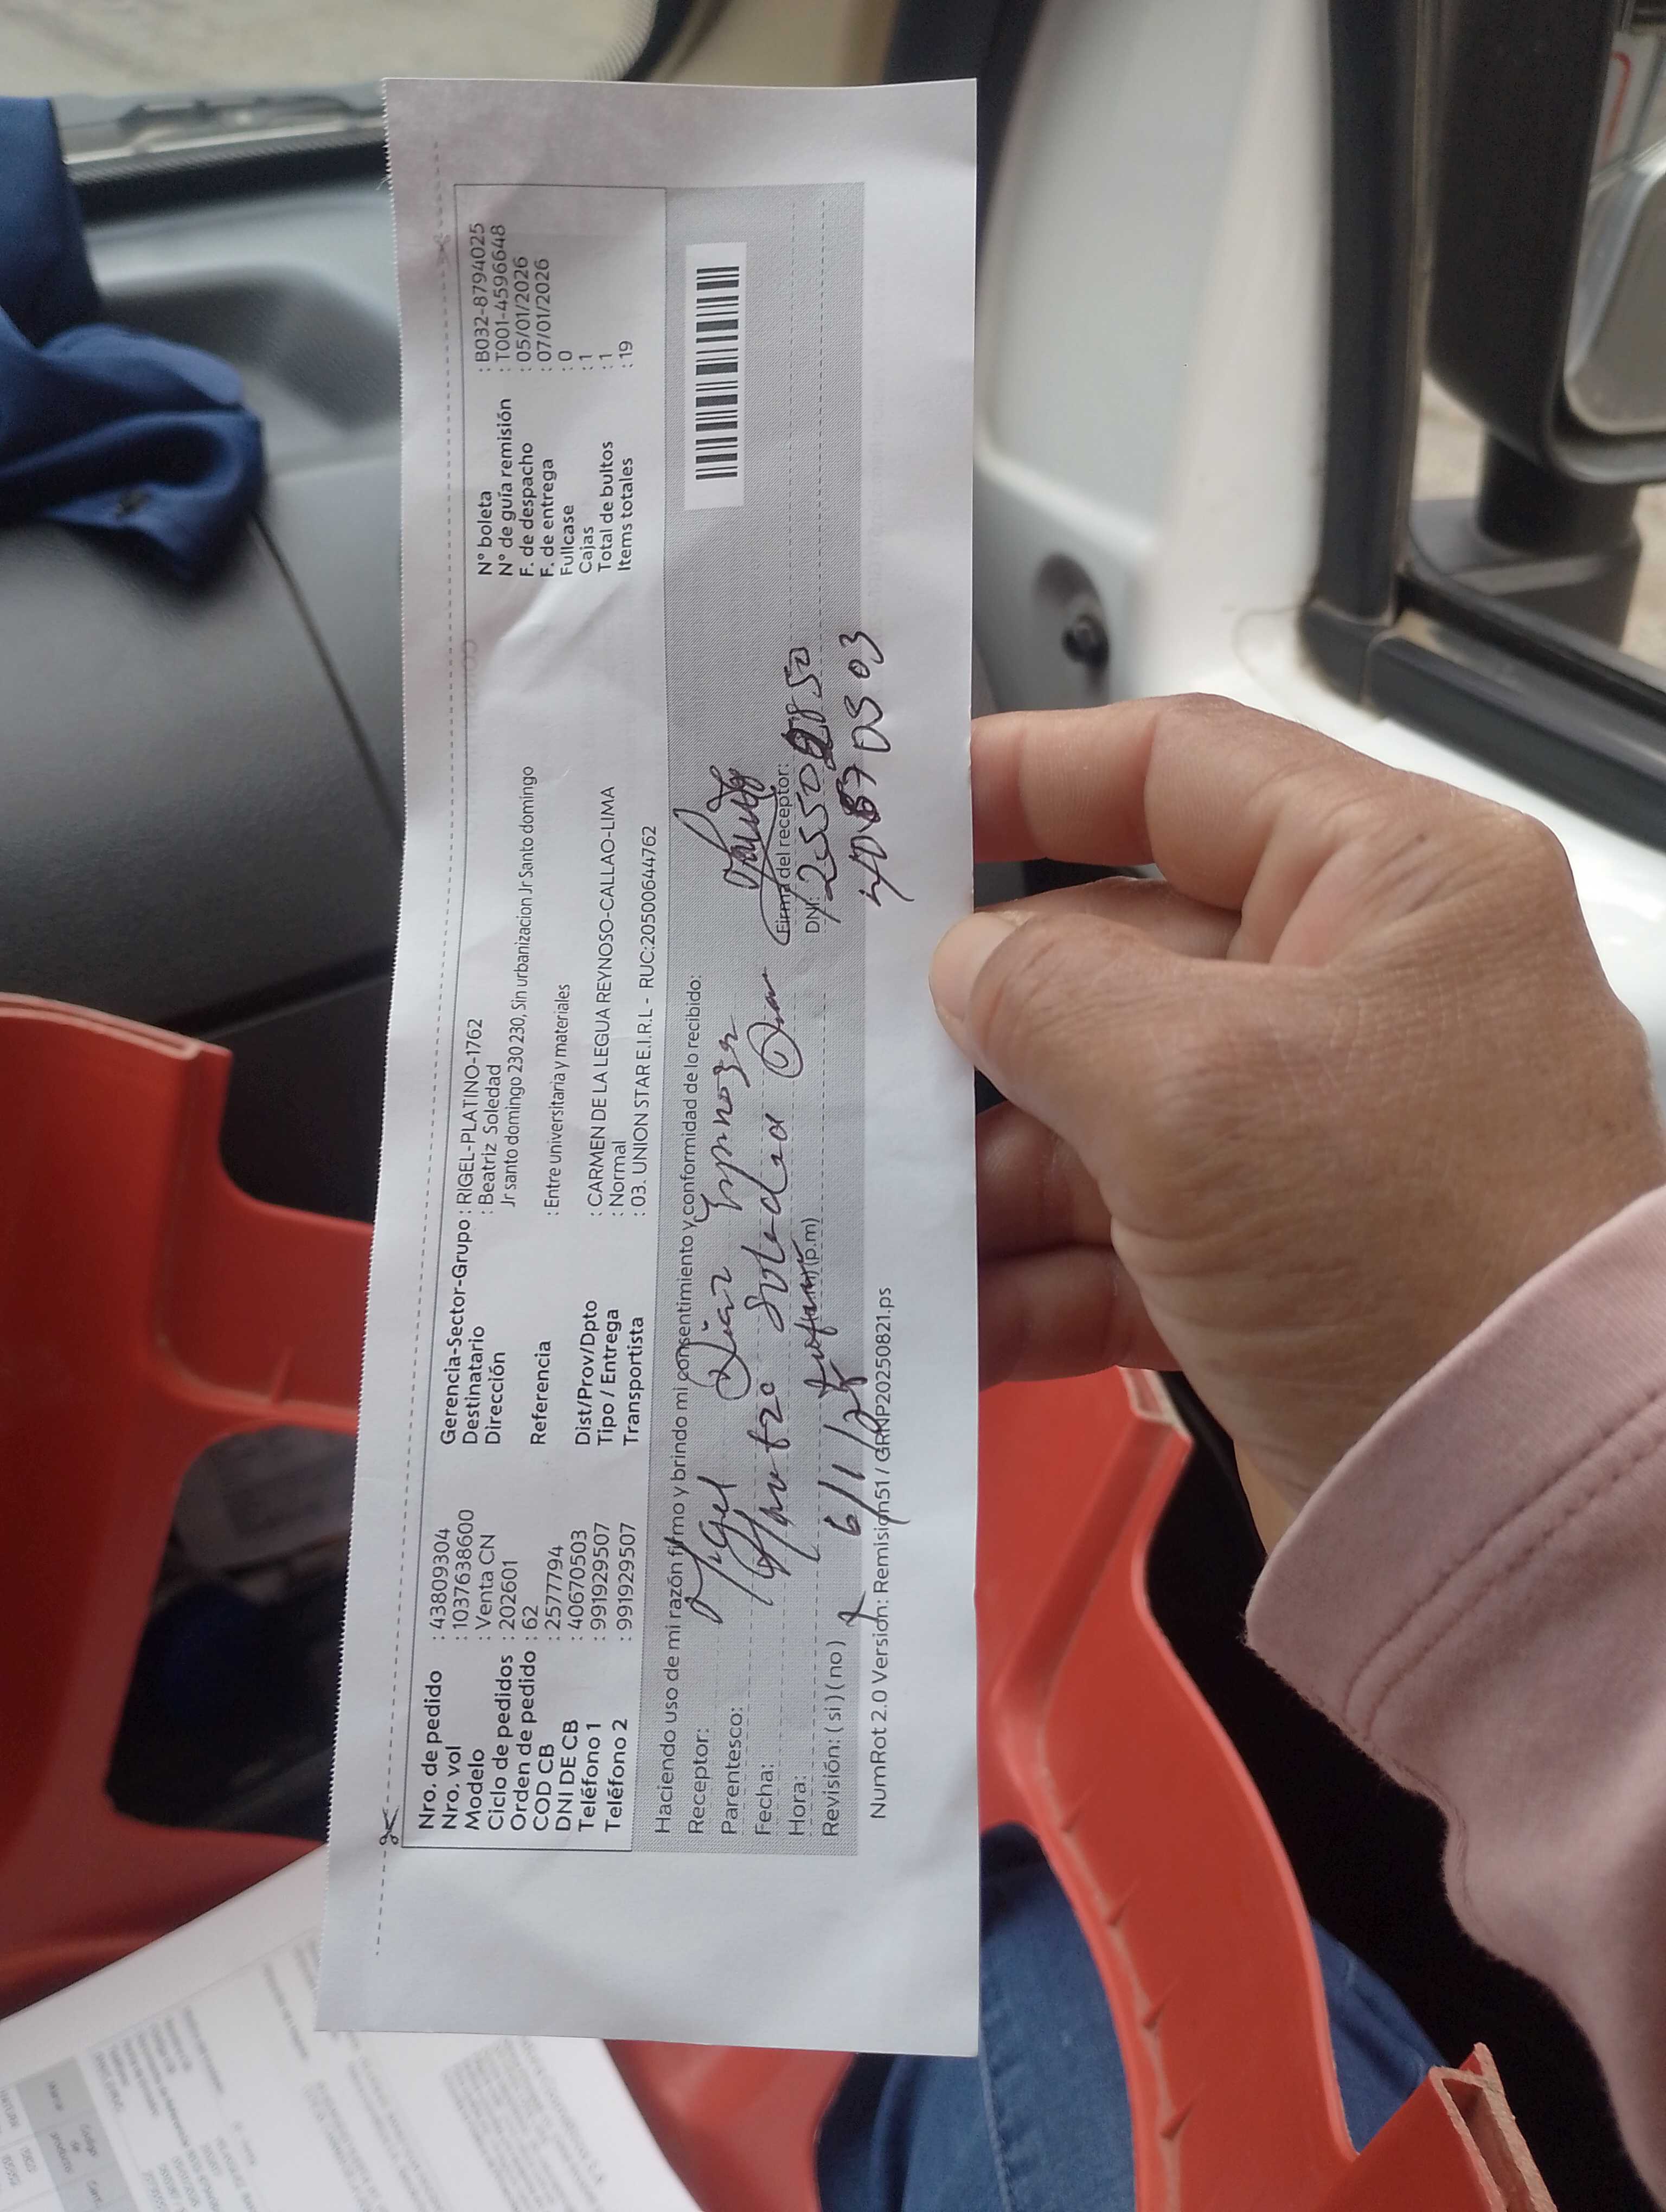 Nro. de pedido : 43809304
Nro. vol : 1037638600
Modelo : Venta CN
Ciclo de pedidos : 202601
Orden de pedido : 62
COD CB : 2577794
DNI DE CB : 40670503
Teléfono 1 : 991929507
Teléfono 2 : 991929507
Gerencia-Sector-Grupo : RIGEL-PLATINO-1762
Destinatario : Beatriz Soledad
Dirección Jr santo domingo 230 230, Sin urbanizacion Jr Santo domingo
Referencia : Entre universitaria y materiales
Dist/Prov/Dpto : CARMEN DE LA LEGUA REYNOSO-CALLAO-LIMA
Tipo / Entrega : Normal
Transportista : 03. UNION STAR E.I.R.L - RUC:20500644762
N° boleta : B032-8794025
N° de guía remisión : T001-4596648
F. de despacho : 05/01/2026
F. de entrega : 07/01/2026
Fullcase : 0
Cajas : 1
Total de bultos : 1
Items totales : 19
Haciendo uso de mi razón firmo y brindo mi consentimiento y conformidad de lo recibido:
Receptor: Angel Diaz
Parentesco:
Fecha: Soledad Diaz
Hora: (p.m)
Revisión: ( si ) ( no )
6/1/
Firma del receptor:
DNI:
NumRot 2.0 Versión: Remision51 / GRNP20250821.ps